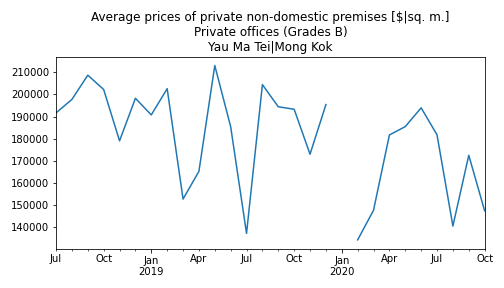 Average prices of private non-domestic premises [$|sq. m.]
Private offices (Grades B)
Yau Ma Tei|Mong Kok
210000
200000
190000
180000
170000
160000
150000
140000
Jul Oct Jan Apr Jul Oct Jan Apr Jul Oct
2019 2020